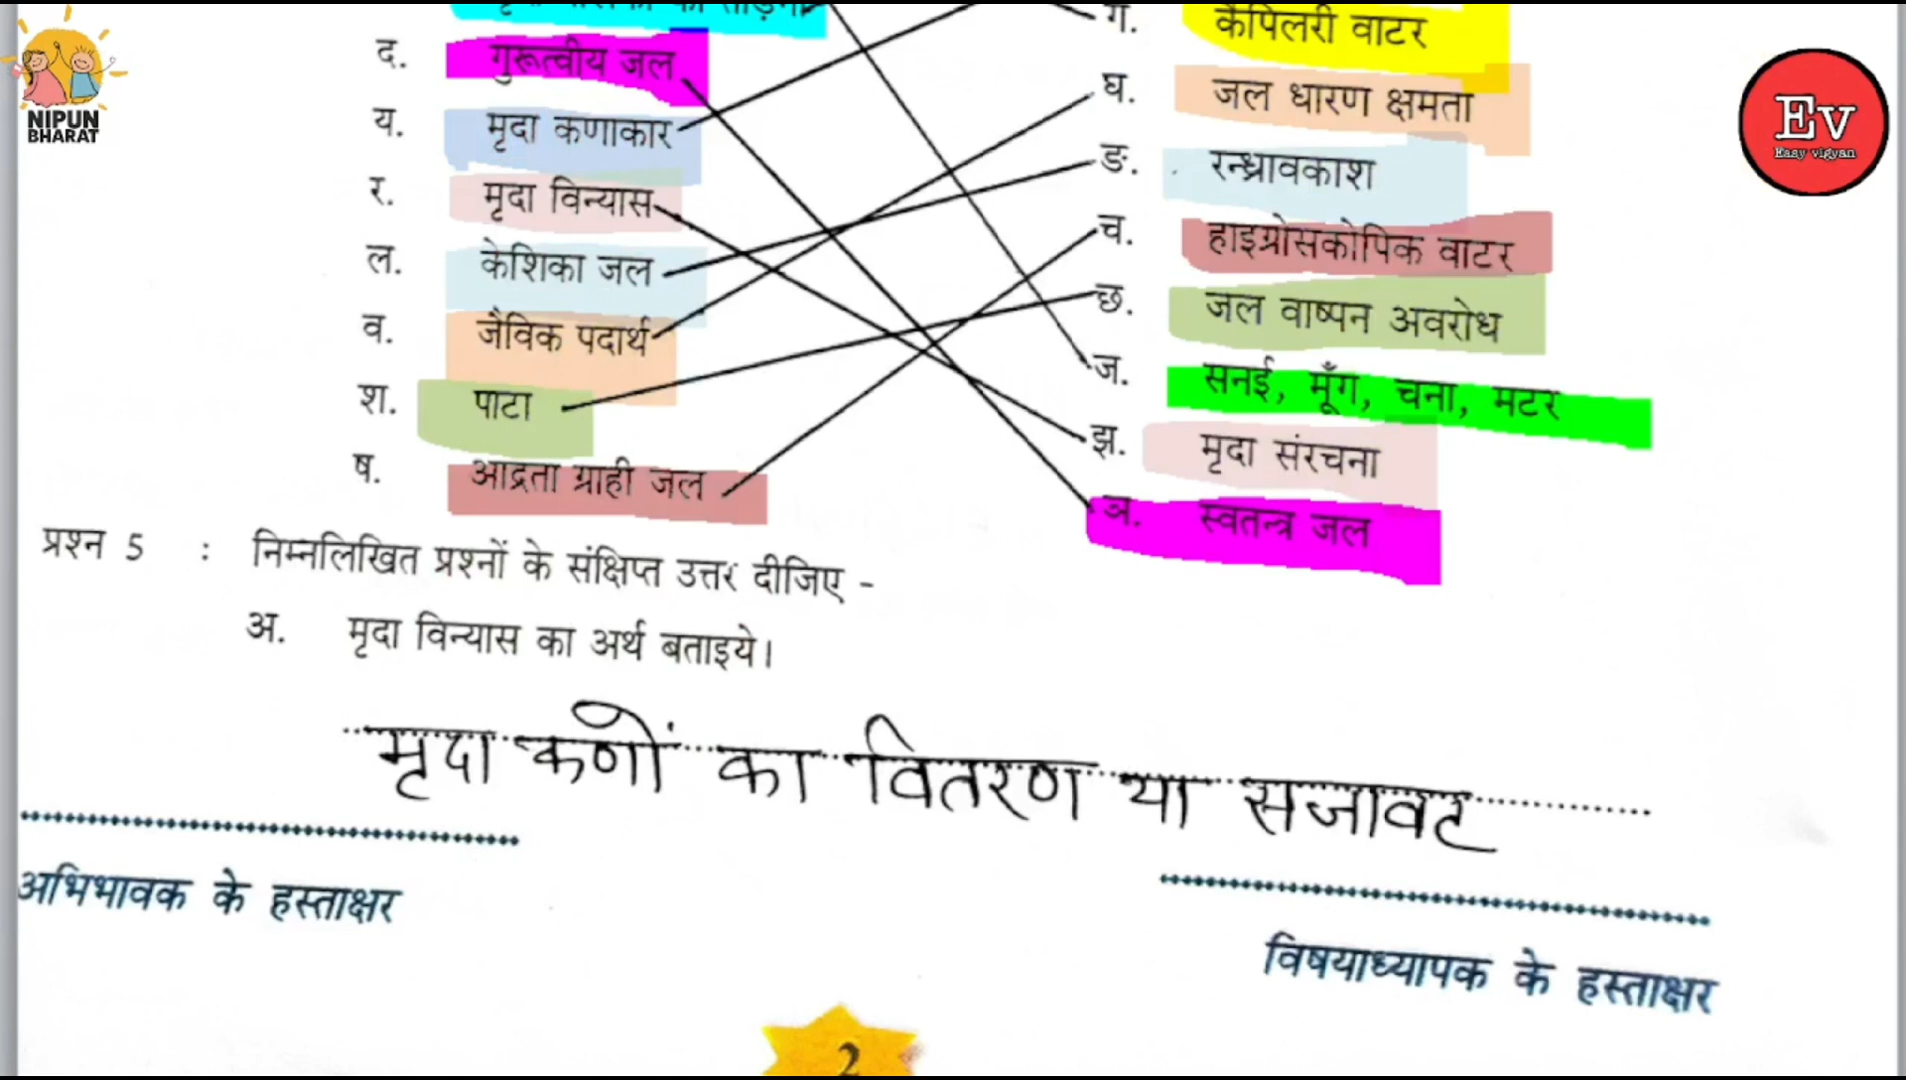 ग. कैपिलरी वाटर
द. गुरूत्वीय जल
घ. जल धारण क्षमता
य. मृदा कणाकार
ङ. रन्ध्रावकाश
र. मृदा विन्यास
च. हाइग्रोसकोपिक वाटर
ल. केशिका जल
छ. जल वाष्पन अवरोध
व. जैविक पदार्थ
ज. सनई, मूँग, चना, मटर
श. पाटा
झ. मृदा संरचना
ष. आद्रता ग्राही जल
ञ. स्वतन्त्र जल
प्रश्न 5 : निम्नलिखित प्रश्नों के संक्षिप्त उत्तर दीजिए -
अ. मृदा विन्यास का अर्थ बताइये।
मृदा कणों का वितरण या सजावट
अभिभावक के हस्ताक्षर
विषयाध्यापक के हस्ताक्षर
2
NIPUN
BHARAT
Ev
Easy vigyan